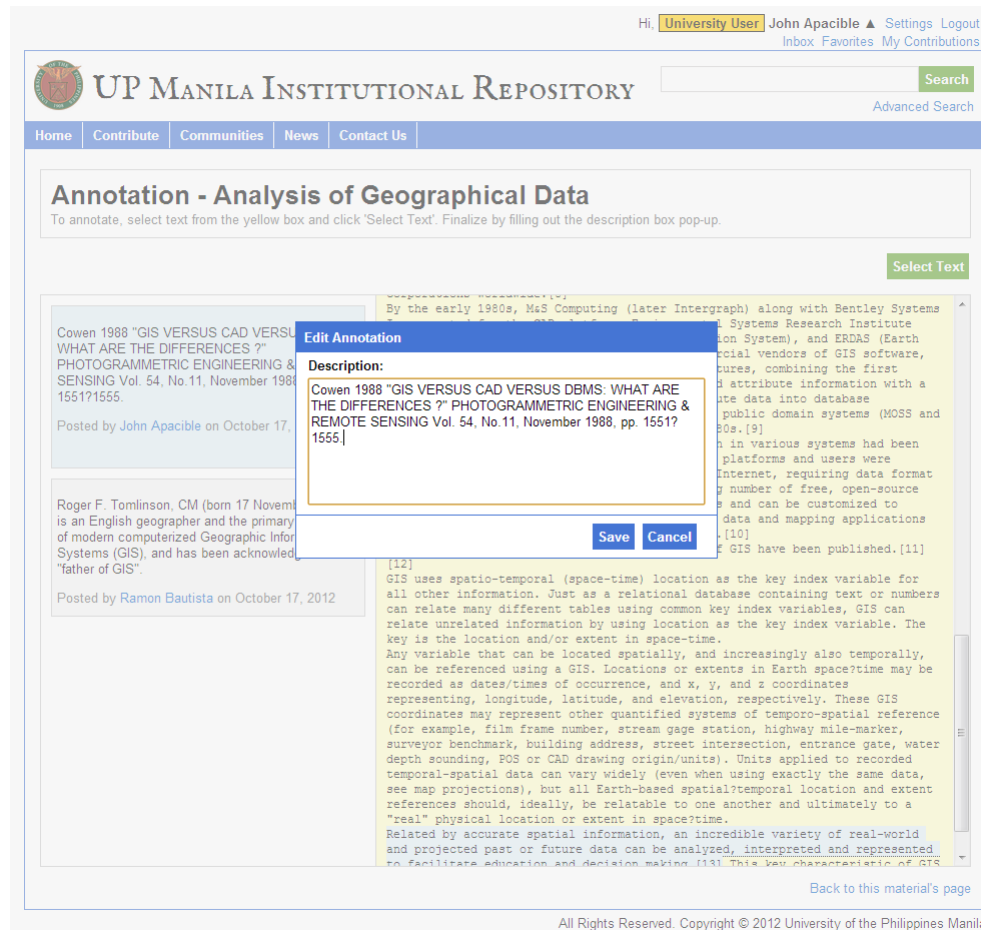 Hi, University User John Apacible ▲ Settings Logout
Inbox Favorites My Contributions
UP Manila Institutional Repository
Search
Advanced Search
Home Contribute Communities News Contact Us
Annotation - Analysis of Geographical Data
To annotate, select text from the yellow box and click 'Select Text'. Finalize by filling out the description box pop-up.
Select Text
Cowen 1988 "GIS VERSUS CAD VERSU
WHAT ARE THE DIFFERENCES ?"
PHOTOGRAMMETRIC ENGINEERING &
SENSING Vol. 54, No.11, November 1988
1551?1555.
Posted by John Apacible on October 17,
Roger F. Tomlinson, CM (born 17 Novem
is an English geographer and the primary
of modern computerized Geographic Infor
Systems (GIS), and has been acknowled
"father of GIS".
Posted by Ramon Bautista on October 17, 2012
Edit Annotation
Description:
Cowen 1988 "GIS VERSUS CAD VERSUS DBMS: WHAT ARE
THE DIFFERENCES ?" PHOTOGRAMMETRIC ENGINEERING &
REMOTE SENSING Vol. 54, No.11, November 1988, pp. 1551?
1555.
Save Cancel
corporations worldwide.
By the early 1980s, M&S Computing (later Intergraph) along with Bentley Systems
l Systems Research Institute
ion System), and ERDAS (Earth
rcial vendors of GIS software,
tures, combining the first
d attribute information with a
ute data into database
public domain systems (MOSS and
80s.[9]
n in various systems had been
platforms and users were
Internet, requiring data format
g number of free, open-source
s and can be customized to
data and mapping applications
.[10]
f GIS have been published.[11]
[12]
GIS uses spatio-temporal (space-time) location as the key index variable for
all other information. Just as a relational database containing text or numbers
can relate many different tables using common key index variables, GIS can
relate unrelated information by using location as the key index variable. The
key is the location and/or extent in space-time.
Any variable that can be located spatially, and increasingly also temporally,
can be referenced using a GIS. Locations or extents in Earth space?time may be
recorded as dates/times of occurrence, and x, y, and z coordinates
representing, longitude, latitude, and elevation, respectively. These GIS
coordinates may represent other quantified systems of temporo-spatial reference
(for example, film frame number, stream gage station, highway mile-marker,
surveyor benchmark, building address, street intersection, entrance gate, water
depth sounding, POS or CAD drawing origin/units). Units applied to recorded
temporal-spatial data can vary widely (even when using exactly the same data,
see map projections), but all Earth-based spatial?temporal location and extent
references should, ideally, be relatable to one another and ultimately to a
"real" physical location or extent in space?time.
Related by accurate spatial information, an incredible variety of real-world
and projected past or future data can be analyzed, interpreted and represented
to facilitate education and decision making.[13] This key characteristic of GIS
Back to this material's page
All Rights Reserved. Copyright © 2012 University of the Philippines Manila